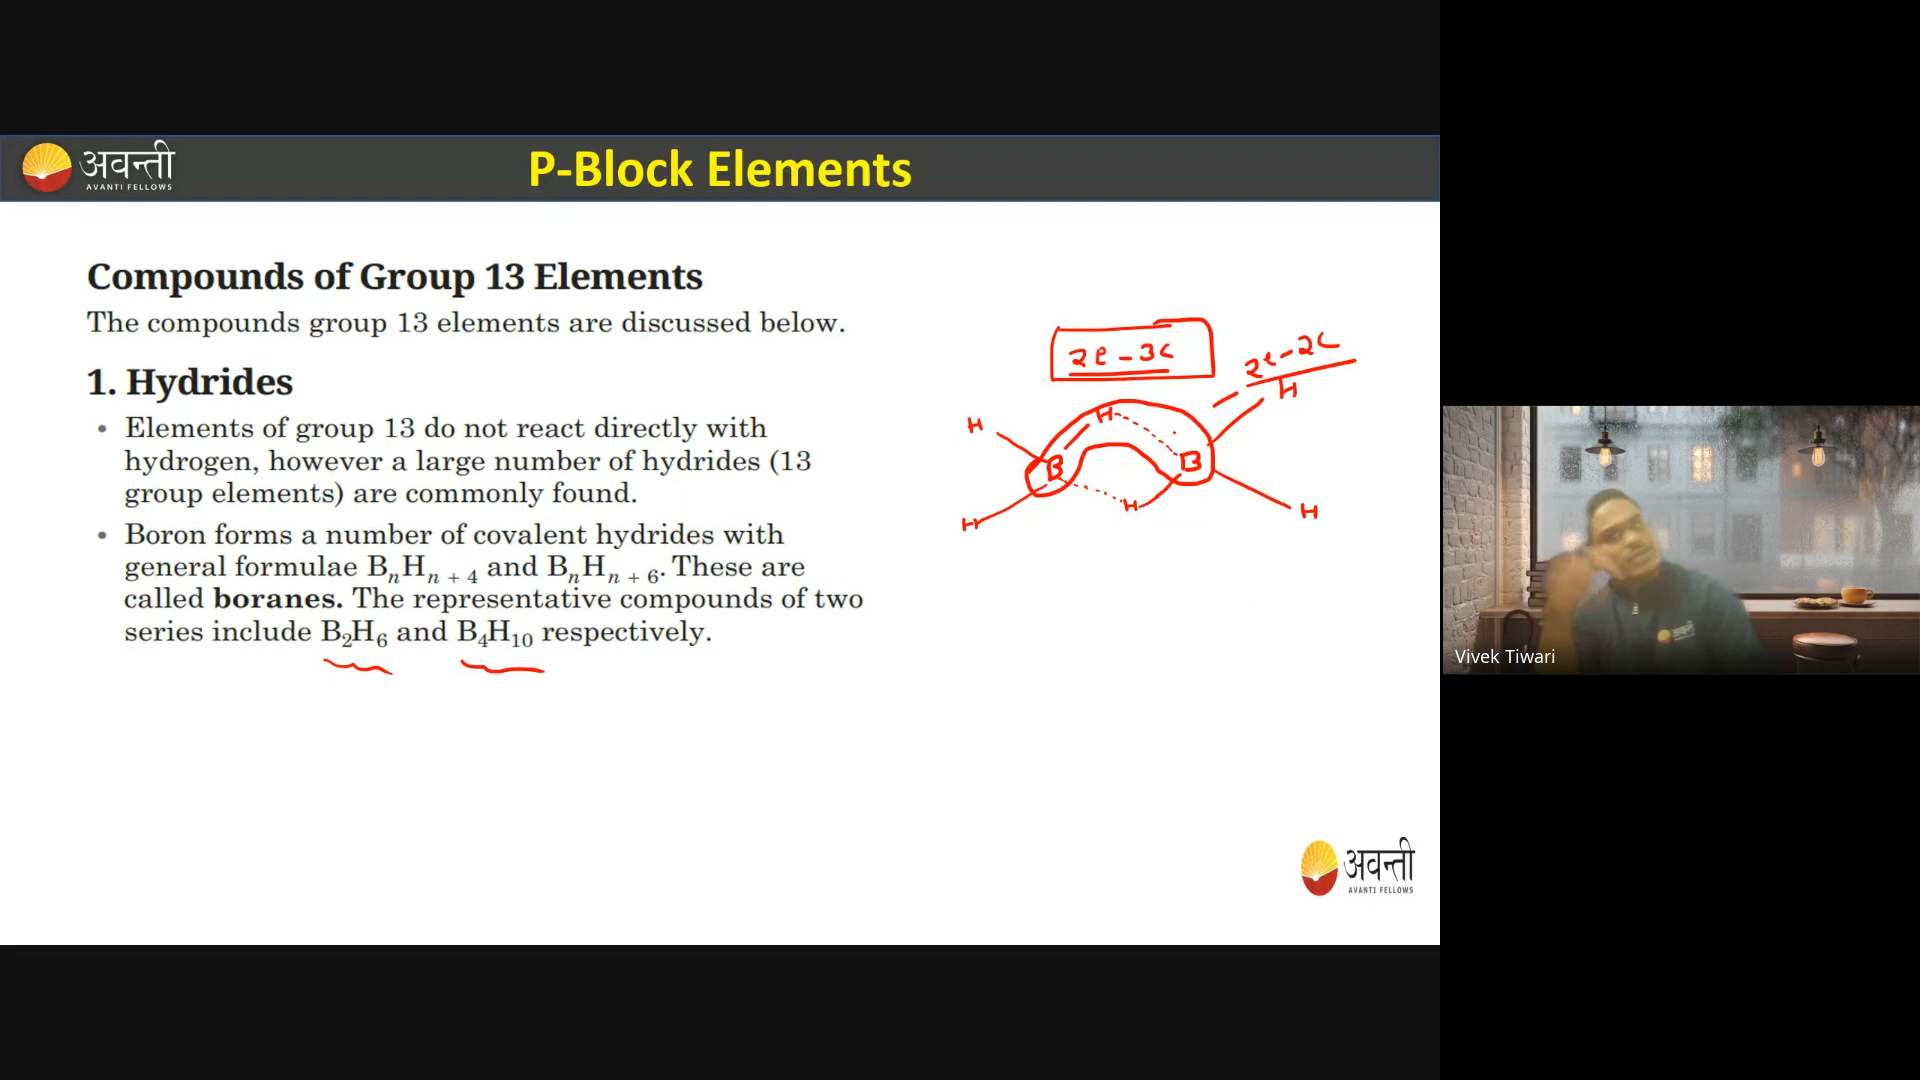 अवन्ती
AVANTI FELLOWS
P-Block Elements
Compounds of Group 13 Elements
The compounds group 13 elements are discussed below.
1. Hydrides
• Elements of group 13 do not react directly with
hydrogen, however a large number of hydrides (13
group elements) are commonly found.
• Boron forms a number of covalent hydrides with
general formulae BₙHₙ ₊ ₄ and BₙHₙ ₊ ₆. These are
called boranes. The representative compounds of two
series include B₂H₆ and B₄H₁₀ respectively.
2e-3c
2e-2c
H
H
H
B
B
H
H
H
Vivek Tiwari
अवन्ती
AVANTI FELLOWS